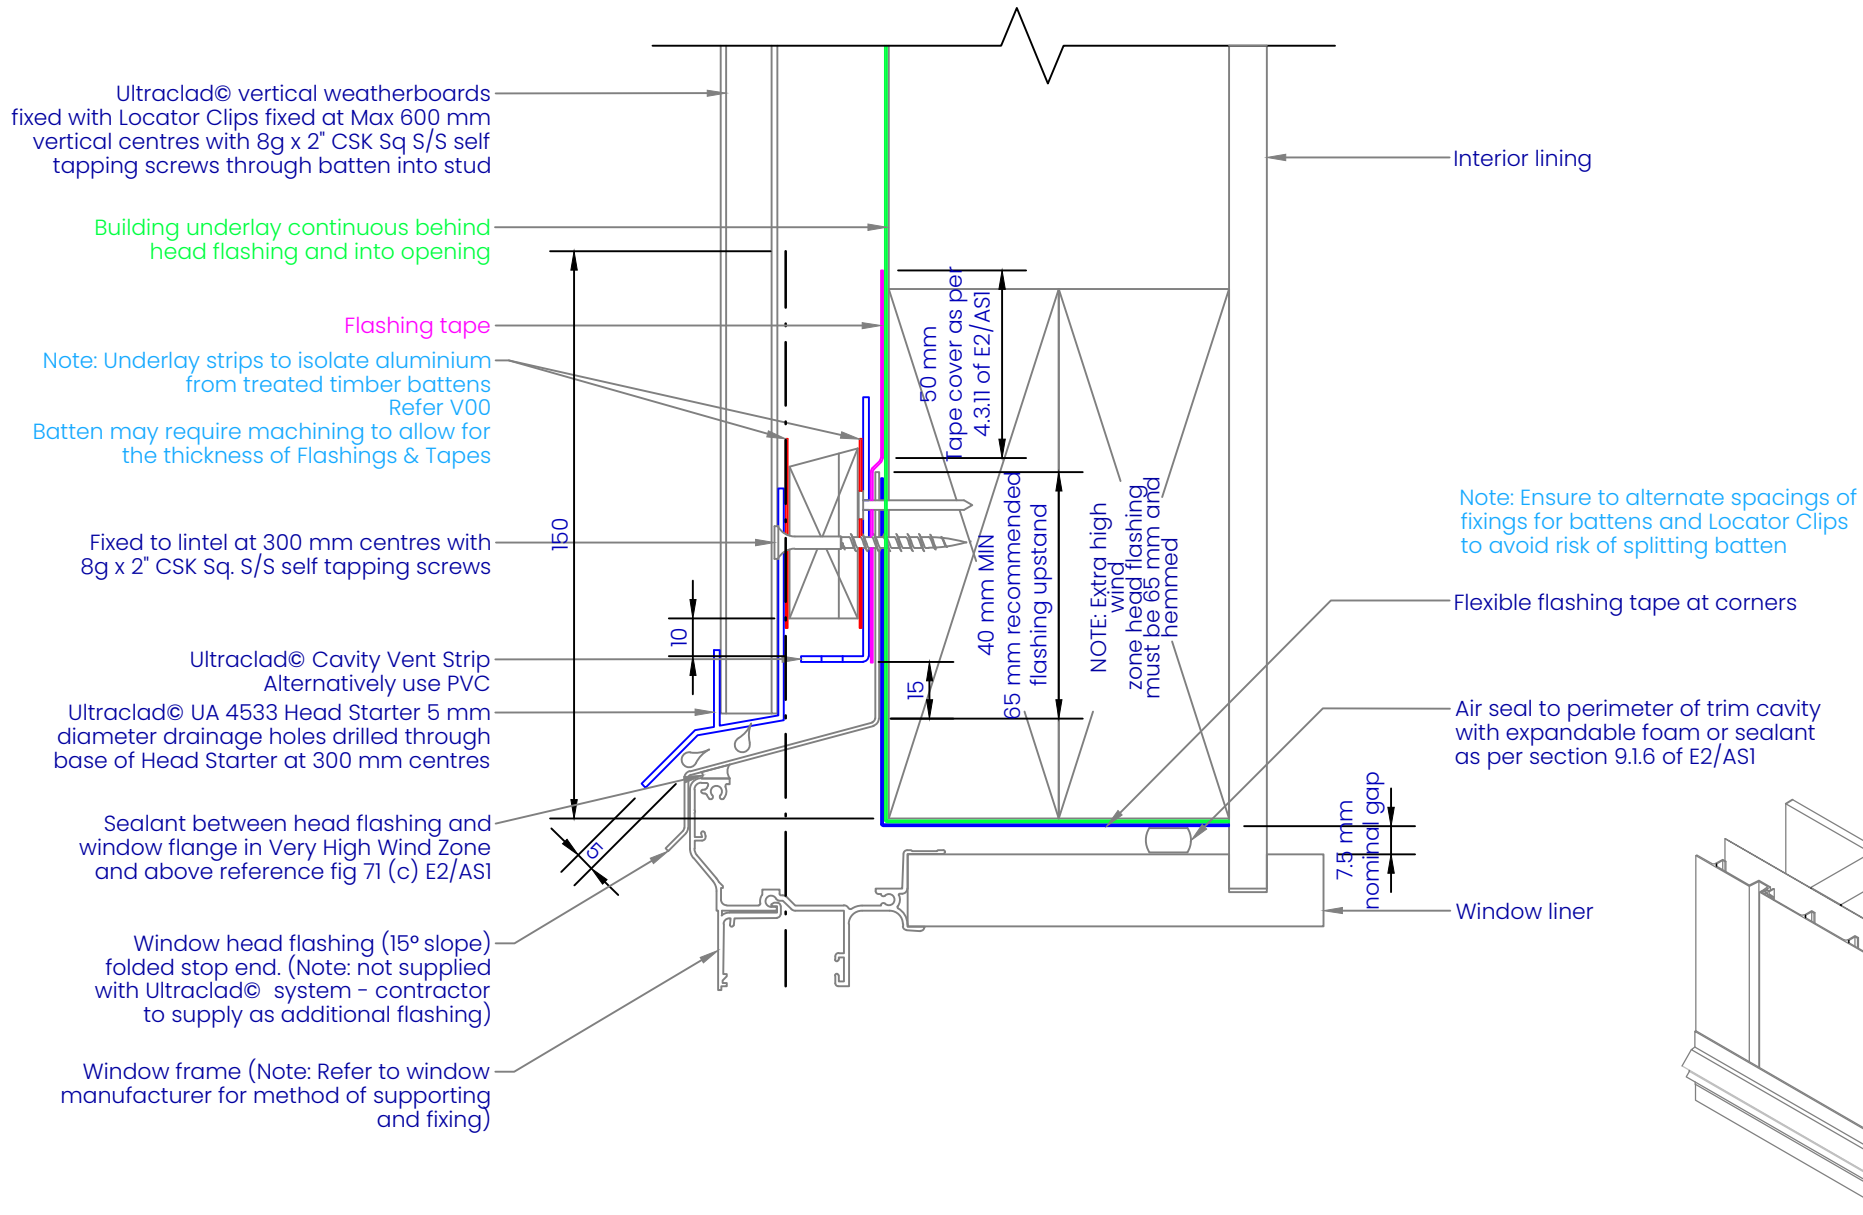 Ultraclad© vertical weatherboards
fixed with Locator Clips fixed at Max 600 mm
vertical centres with 8g x 2" CSK Sq S/S self
tapping screws through batten into stud
Building underlay continuous behind
head flashing and into opening
Flashing tape
Note: Underlay strips to isolate aluminium
from treated timber battens
Refer V00
Batten may require machining to allow for
the thickness of Flashings & Tapes
Fixed to lintel at 300 mm centres with
8g x 2" CSK Sq. S/S self tapping screws
Ultraclad© Cavity Vent Strip
Alternatively use PVC
Ultraclad© UA 4533 Head Starter 5 mm
diameter drainage holes drilled through
base of Head Starter at 300 mm centres
Sealant between head flashing and
window flange in Very High Wind Zone
and above reference fig 71 (c) E2/AS1
Window head flashing (15° slope)
folded stop end. (Note: not supplied
with Ultraclad© system - contractor
to supply as additional flashing)
Window frame (Note: Refer to window
manufacturer for method of supporting
and fixing)
150
10
5
15
50 mm
Tape cover as per
4.3.11 of E2/AS1
40 mm MIN
65 mm recommended
flashing upstand
NOTE: Extra high
wind
zone head flashing
must be 65 mm and
hemmed
7.5 mm
nominal gap
Interior lining
Note: Ensure to alternate spacings of
fixings for battens and Locator Clips
to avoid risk of splitting batten
Flexible flashing tape at corners
Air seal to perimeter of trim cavity
with expandable foam or sealant
as per section 9.1.6 of E2/AS1
Window liner